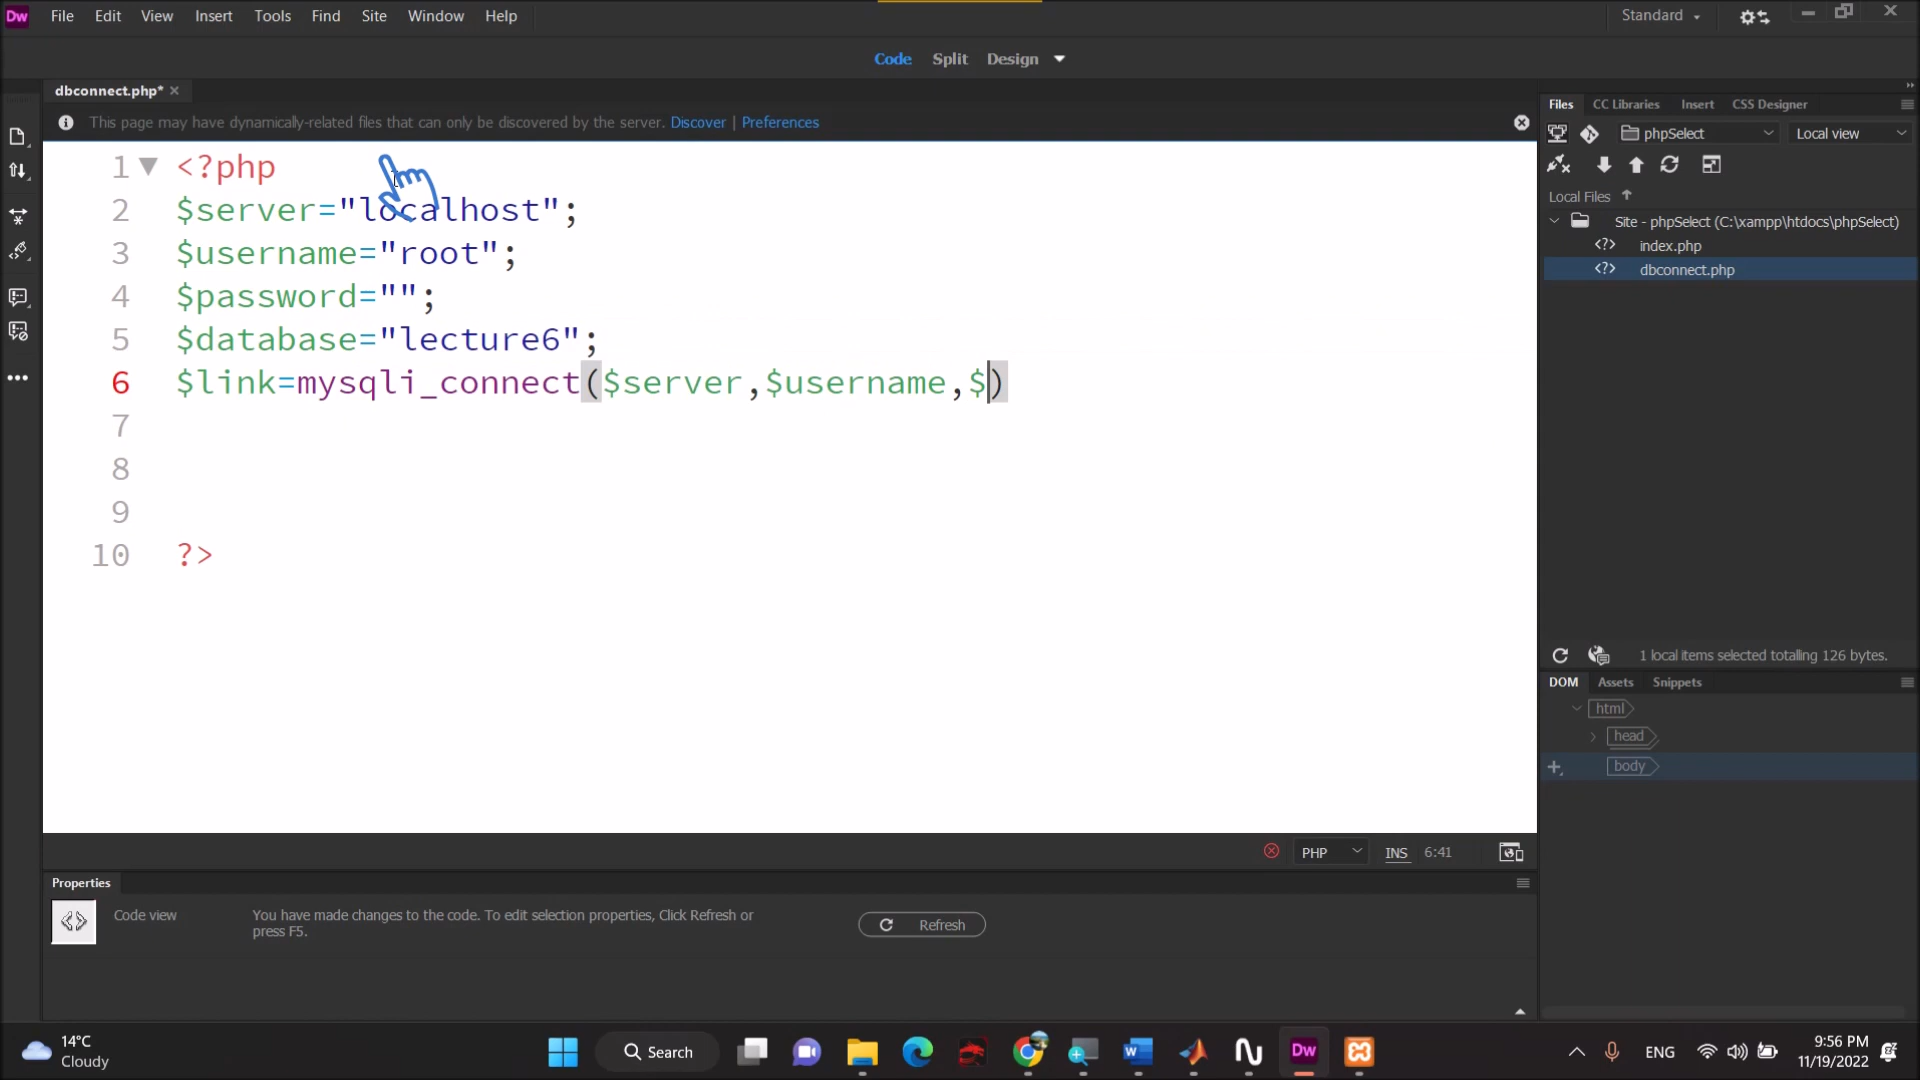 Dw File Edit View Insert Tools Find Site Window Help Standard
Code Split Design
dbconnect.php*
This page may have dynamically-related files that can only be discovered by the server. Discover | Preferences
1 <?php
2 $server="localhost";
3 $username="root";
4 $password="";
5 $database="lecture6";
6 $link=mysqli_connect($server,$username,$)
7
8
9
10 ?>
PHP INS 6:41
Properties
Code view
You have made changes to the code. To edit selection properties, Click Refresh or
press F5.
Refresh
Files CC Libraries Insert CSS Designer
phpSelect Local view
Local Files
Site - phpSelect (C:\xampp\htdocs\phpSelect)
index.php
dbconnect.php
1 local items selected totalling 126 bytes.
DOM Assets Snippets
html
head
body
14°C
Cloudy
Search
Dw
ENG
9:56 PM
11/19/2022